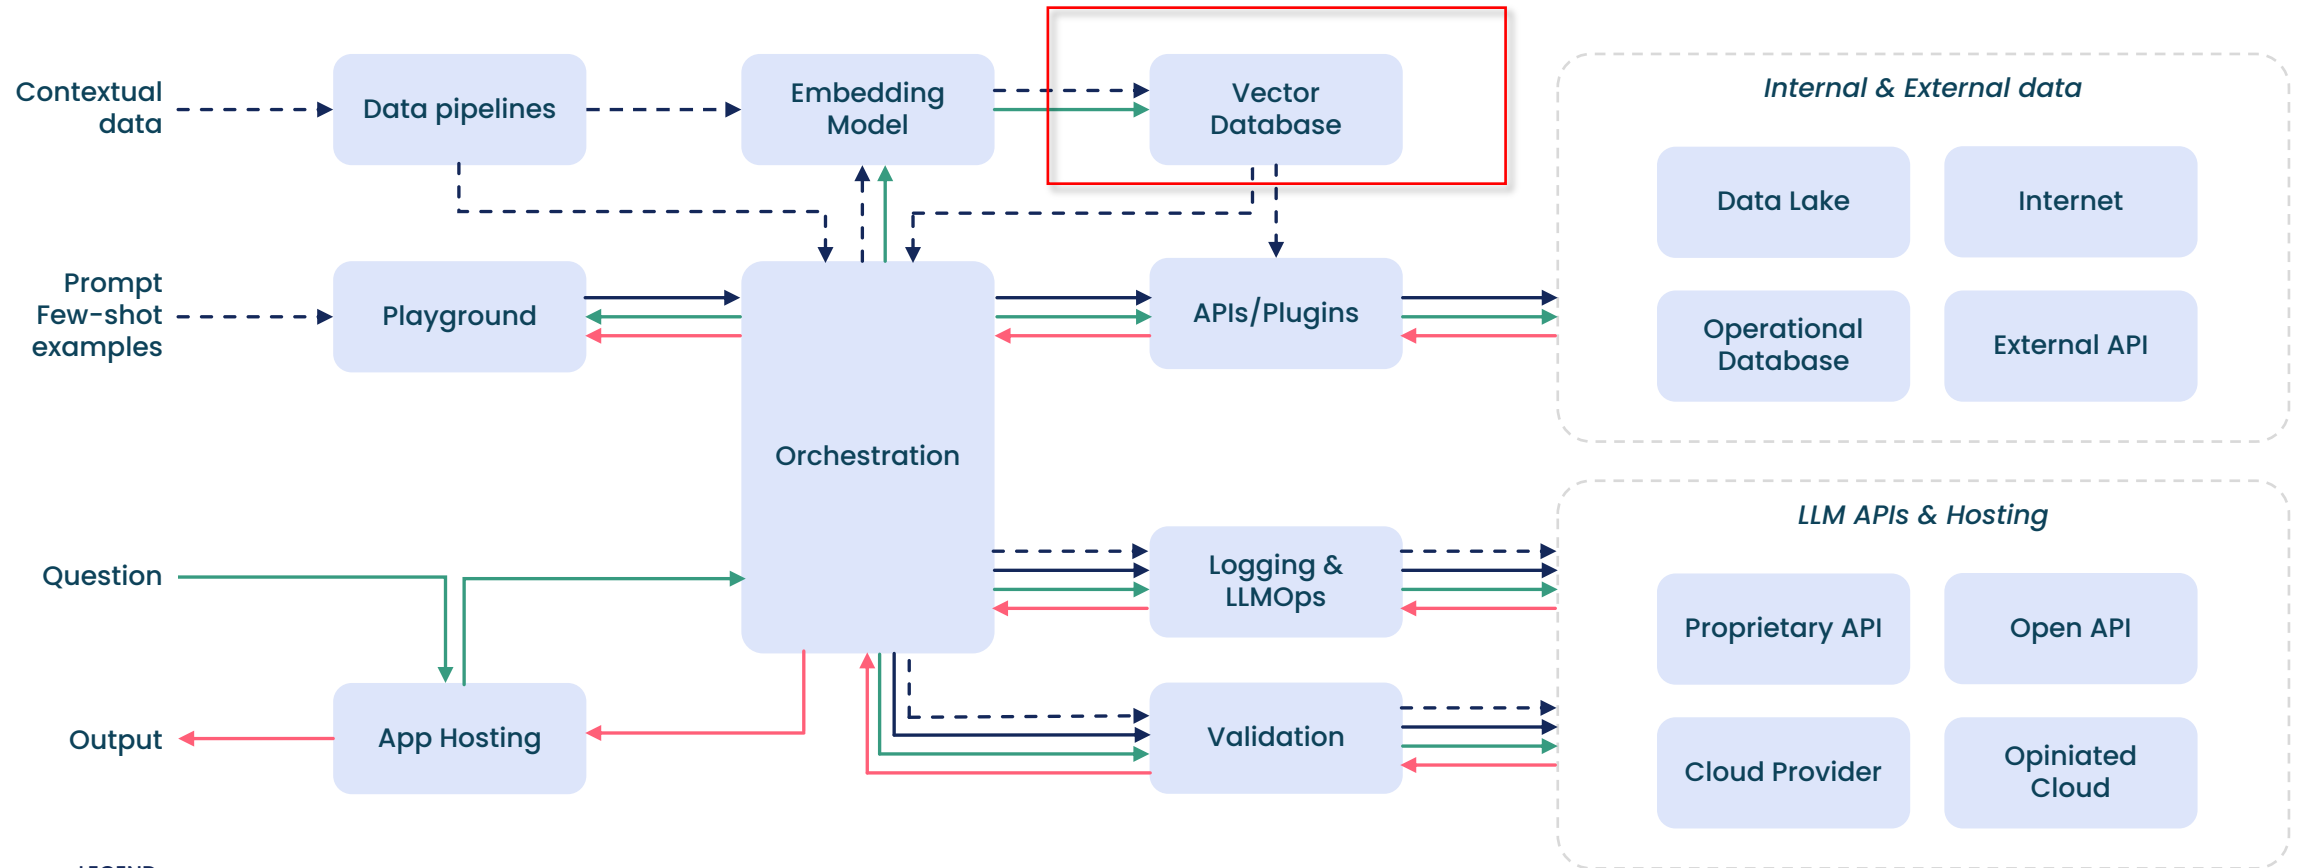 Contextual
data
Data pipelines
Embedding
Model
Vector
Database
Internal & External data
Data Lake
Internet
Operational
Database
External API
Prompt
Few-shot
examples
Playground
APIs/Plugins
Orchestration
Question
Logging &
LLMOps
LLM APIs & Hosting
Proprietary API
Open API
Output
App Hosting
Validation
Cloud Provider
Opiniated
Cloud
LEGEND